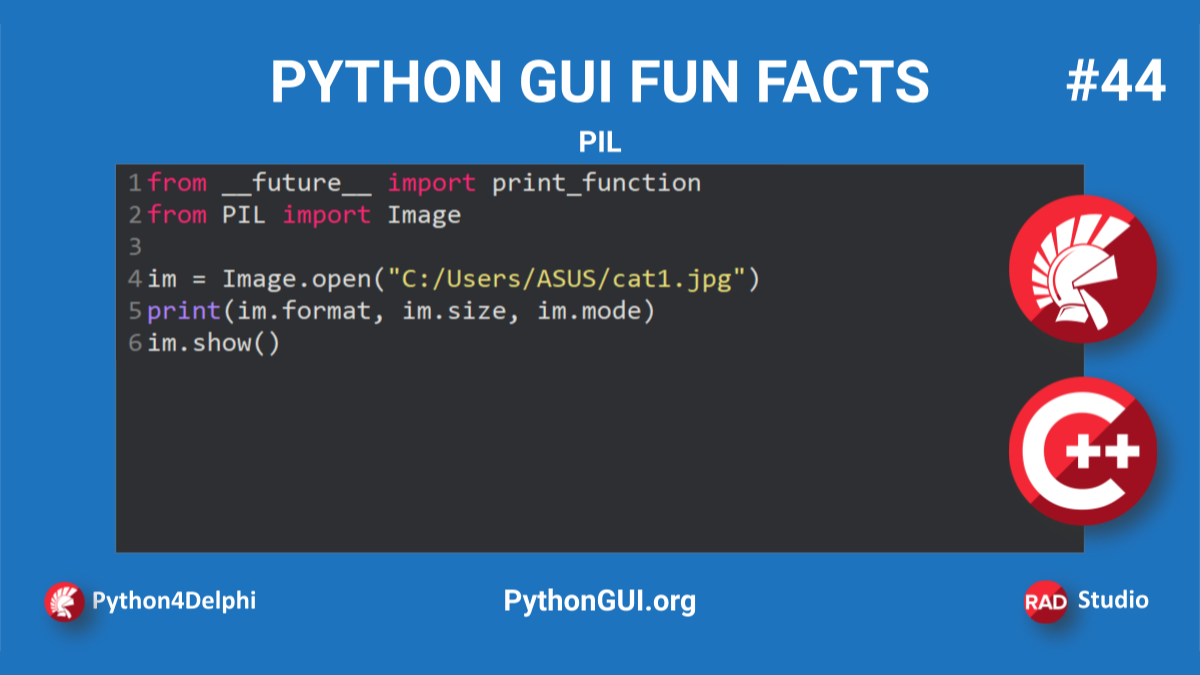 PYTHON GUI FUN FACTS
#44
PIL
1 from __future__ import print_function
2 from PIL import Image
3
4 im = Image.open("C:/Users/ASUS/cat1.jpg")
5 print(im.format, im.size, im.mode)
6 im.show()
C++
Python4Delphi
PythonGUI.org
RAD Studio